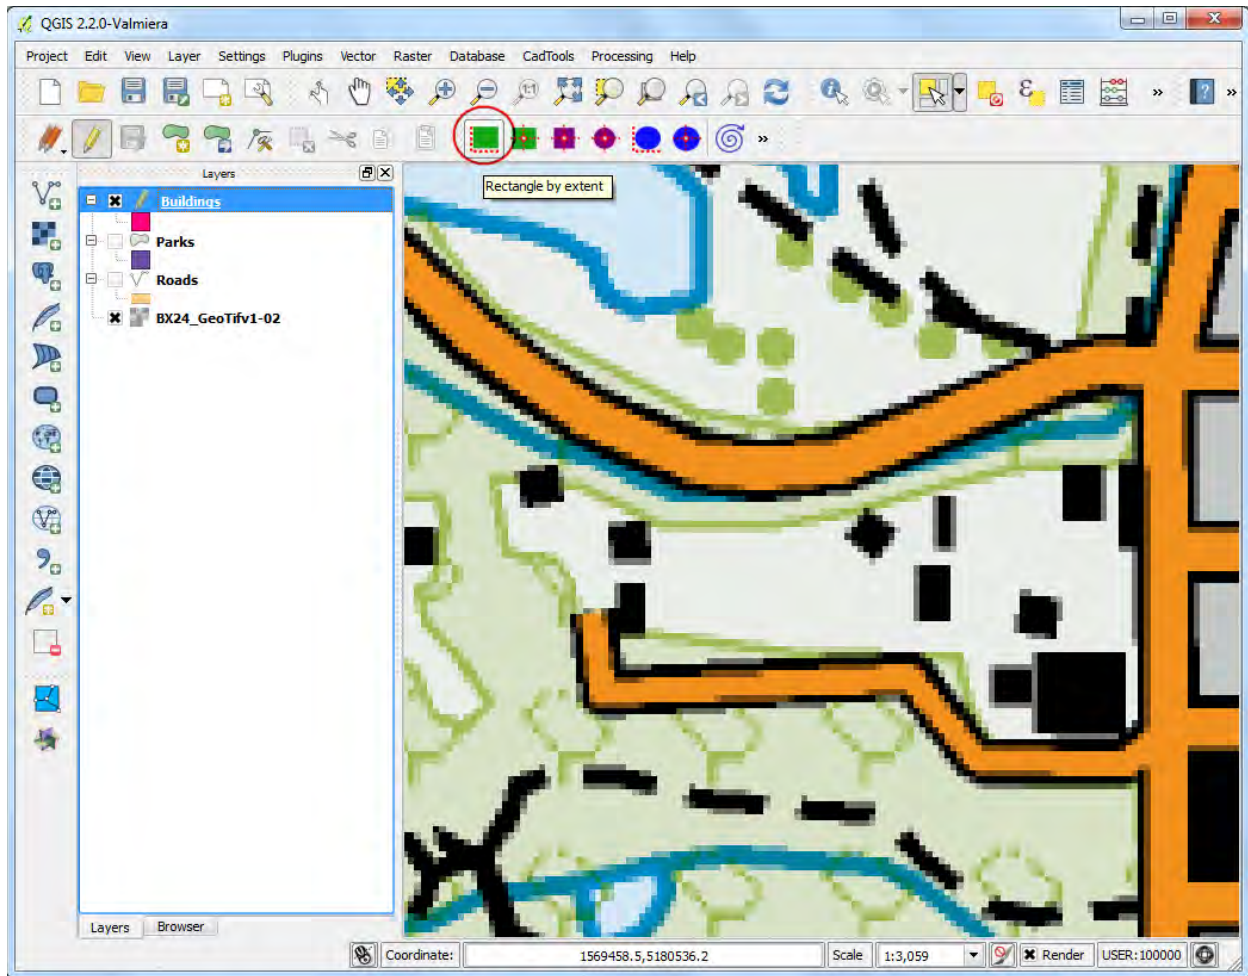 QGIS 2.2.0-Valmiera
Project Edit View Layer Settings Plugins Vector Raster Database CadTools Processing Help
1:1 ε » ? »
»
Layers
Rectangle by extent
Buildings
Parks
Roads
BX24_GeoTifv1-02
Layers Browser
Coordinate: 1569458.5,5180536.2 Scale 1:3,059 Render USER:100000